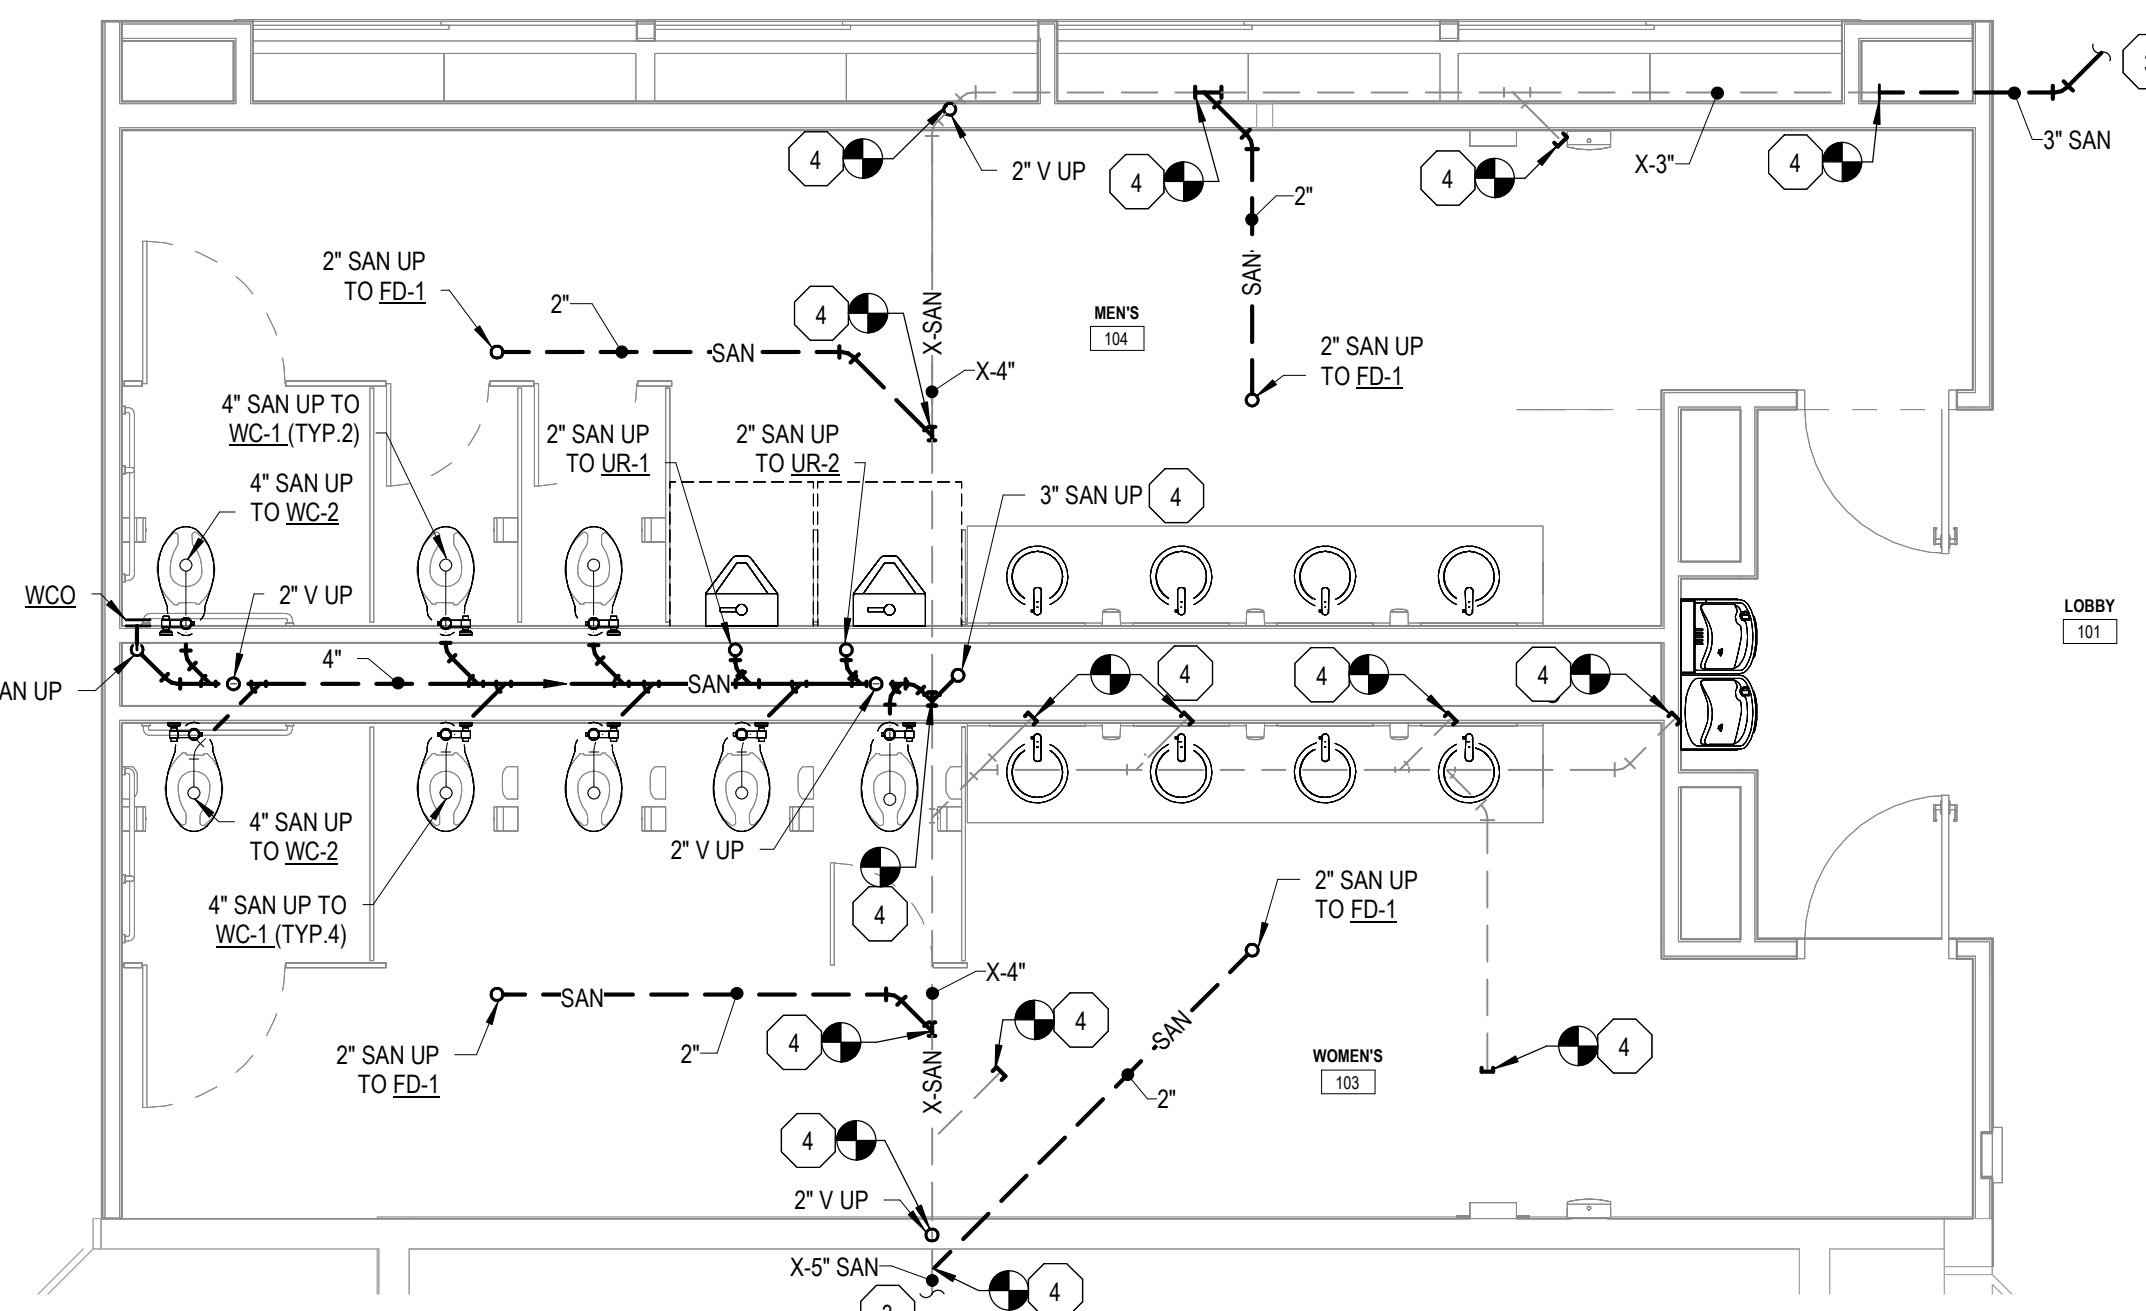 3" SAN
4
2" V UP
4
4
X-3"
4
2"
2" SAN UP
TO FD-1
2"
4
X-SAN
SAN
MEN'S
104
SAN
X-4"
2" SAN UP
TO FD-1
4" SAN UP TO
WC-1 (TYP.2)
2" SAN UP
TO UR-1
2" SAN UP
TO UR-2
4" SAN UP
TO WC-2
3" SAN UP
4
WCO
2" V UP
LOBBY
101
4"
SAN
4
4
4
AN UP
4" SAN UP
TO WC-2
2" V UP
4" SAN UP TO
WC-1 (TYP.4)
4
2" SAN UP
TO FD-1
X-4"
SAN
4
SAN
2" SAN UP
TO FD-1
2"
4
X-SAN
WOMEN'S
103
4
2"
4
2" V UP
X-5" SAN
4